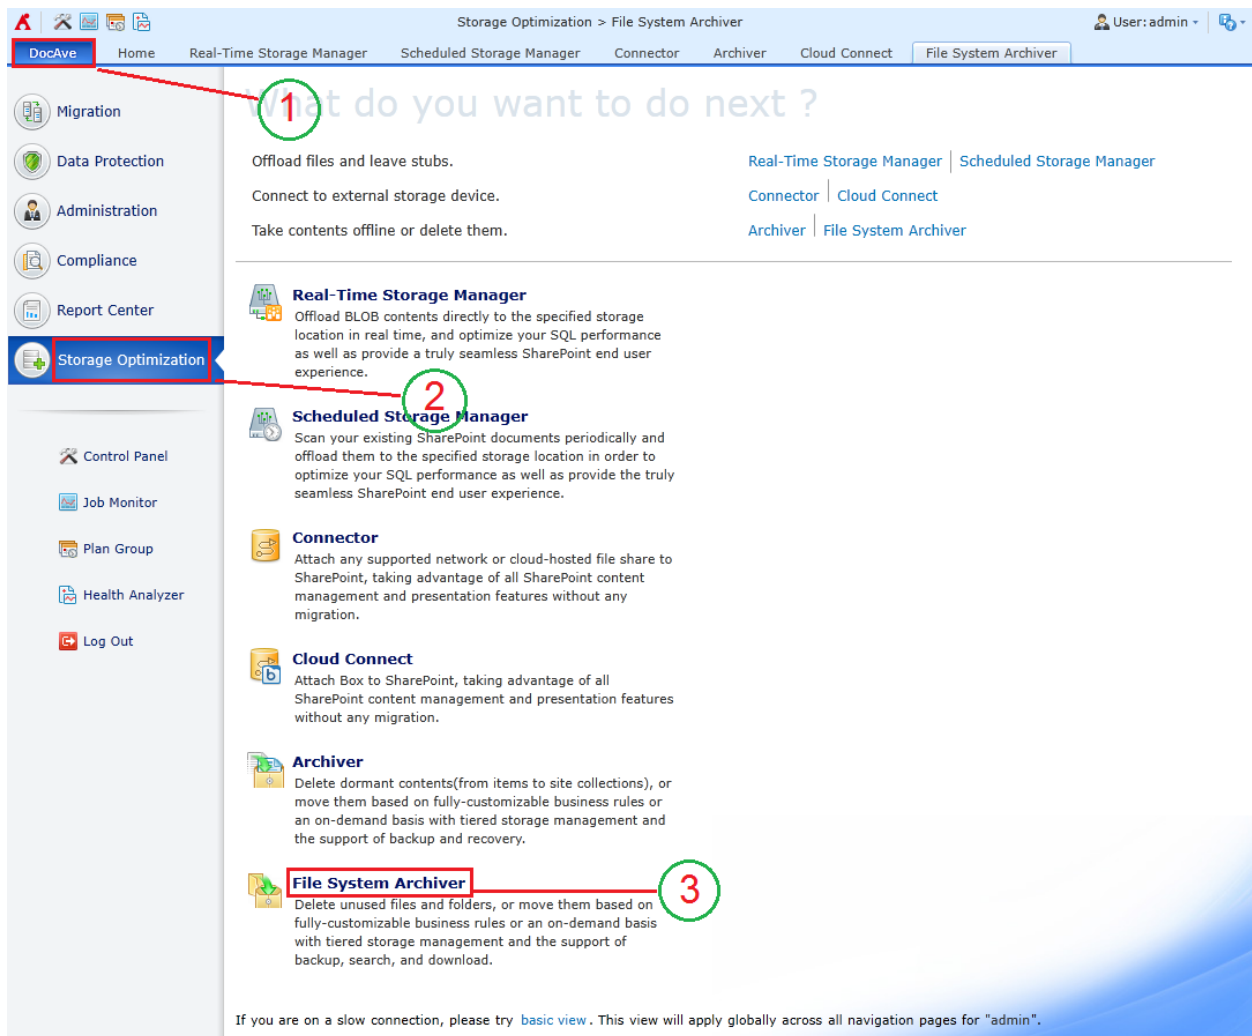 Storage Optimization > File System Archiver
User: admin
DocAve Home Real-Time Storage Manager Scheduled Storage Manager Connector Archiver Cloud Connect File System Archiver
Migration
Data Protection
Administration
Compliance
Report Center
Storage Optimization
Control Panel
Job Monitor
Plan Group
Health Analyzer
Log Out
1
What do you want to do next ?
Offload files and leave stubs. Real-Time Storage Manager | Scheduled Storage Manager
Connect to external storage device. Connector | Cloud Connect
Take contents offline or delete them. Archiver | File System Archiver
Real-Time Storage Manager
Offload BLOB contents directly to the specified storage
location in real time, and optimize your SQL performance
as well as provide a truly seamless SharePoint end user
experience.
2
Scheduled Storage Manager
Scan your existing SharePoint documents periodically and
offload them to the specified storage location in order to
optimize your SQL performance as well as provide the truly
seamless SharePoint end user experience.
Connector
Attach any supported network or cloud-hosted file share to
SharePoint, taking advantage of all SharePoint content
management and presentation features without any
migration.
Cloud Connect
Attach Box to SharePoint, taking advantage of all
SharePoint content management and presentation features
without any migration.
Archiver
Delete dormant contents(from items to site collections), or
move them based on fully-customizable business rules or
an on-demand basis with tiered storage management and
the support of backup and recovery.
File System Archiver
3
Delete unused files and folders, or move them based on
fully-customizable business rules or an on-demand basis
with tiered storage management and the support of
backup, search, and download.
If you are on a slow connection, please try basic view . This view will apply globally across all navigation pages for "admin".